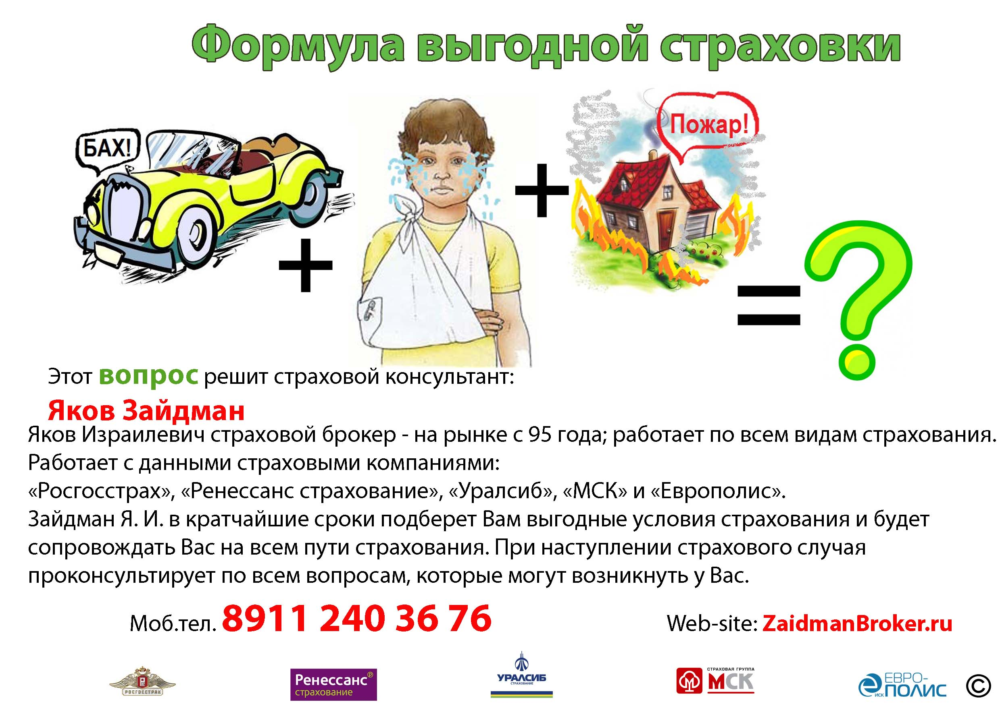 Формула выгодной страховки
БАХ!
Пожар!
Этот вопрос решит страховой консультант:
Яков Зайдман
Яков Израилевич страховой брокер - на рынке с 95 года; работает по всем видам страхования.
Работает с данными страховыми компаниями:
«Росгосстрах», «Ренессанс страхование», «Уралсиб», «МСК» и «Европолис».
Зайдман Я. И. в кратчайшие сроки подберет Вам выгодные условия страхования и будет
сопровождать Вас на всем пути страхования. При наступлении страхового случая
проконсультирует по всем вопросам, которые могут возникнуть у Вас.
Моб.тел. 8911 240 36 76
Web-site: ZaidmanBroker.ru
РОСГОССТРАХ
Ренессанс
страхование
УРАЛСИБ
СТРАХОВАНИЕ
СТРАХОВАЯ ГРУППА
МСК
ЕВРО-
ИСК ПОЛИС
©